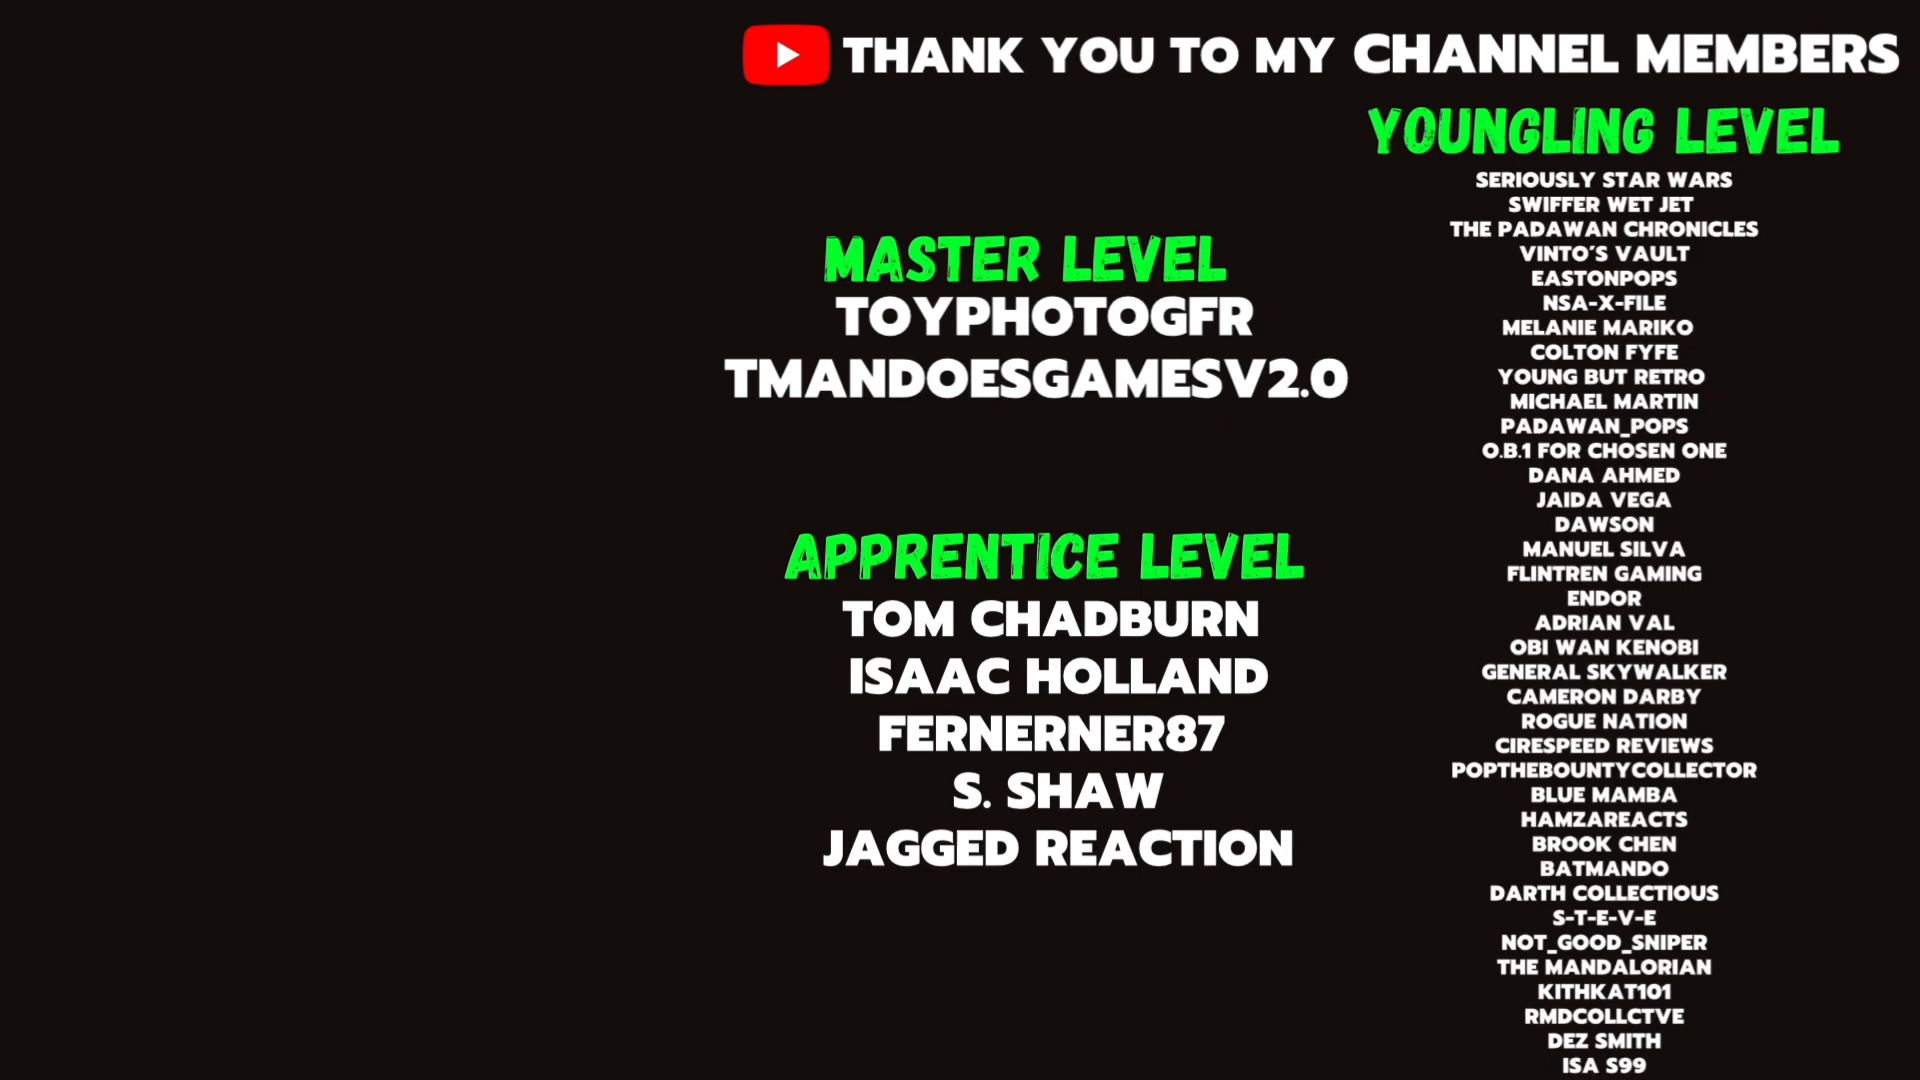 THANK YOU TO MY CHANNEL MEMBERS
MASTER LEVEL
TOYPHOTOGFR
TMANDOESGAMESV2.0
APPRENTICE LEVEL
TOM CHADBURN
ISAAC HOLLAND
FERNERNER87
S. SHAW
JAGGED REACTION
YOUNGLING LEVEL
SERIOUSLY STAR WARS
SWIFFER WET JET
THE PADAWAN CHRONICLES
VINTO'S VAULT
EASTONPOPS
NSA-X-FILE
MELANIE MARIKO
COLTON FYFE
YOUNG BUT RETRO
MICHAEL MARTIN
PADAWAN_POPS
O.B.1 FOR CHOSEN ONE
DANA AHMED
JAIDA VEGA
DAWSON
MANUEL SILVA
FLINTREN GAMING
ENDOR
ADRIAN VAL
OBI WAN KENOBI
GENERAL SKYWALKER
CAMERON DARBY
ROGUE NATION
CIRESPEED REVIEWS
POPTHEBOUNTYCOLLECTOR
BLUE MAMBA
HAMZAREACTS
BROOK CHEN
BATMANDO
DARTH COLLECTIOUS
S-T-E-V-E
NOT_GOOD_SNIPER
THE MANDALORIAN
KITHKAT101
RMDCOLLCTVE
DEZ SMITH
ISA S99